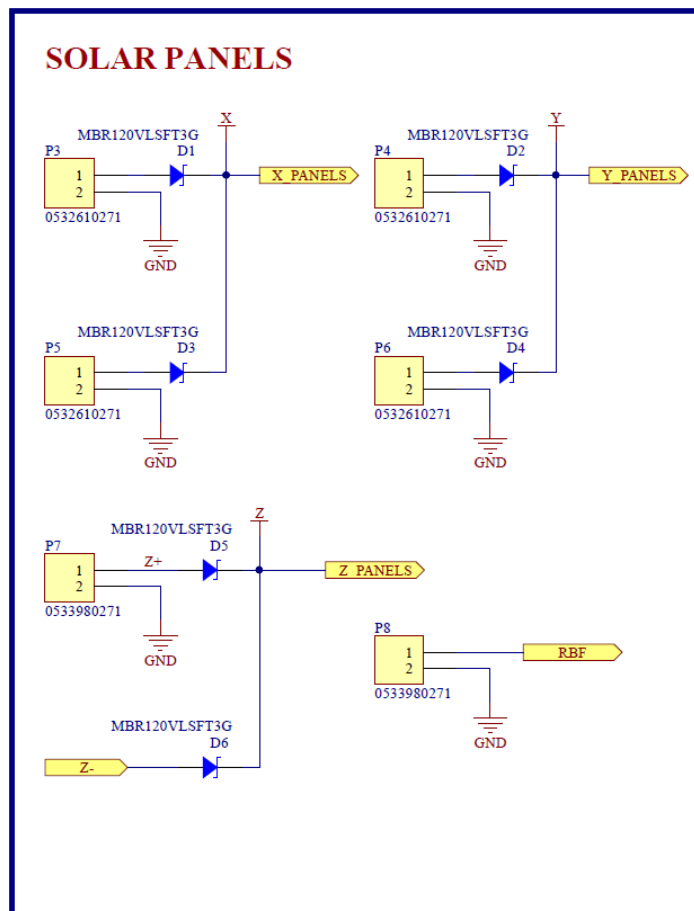 SOLAR PANELS
X
MBR120VLSFT3G
P3
D1
1
2
X_PANELS
0532610271
GND
Y
MBR120VLSFT3G
P4
D2
1
2
Y_PANELS
0532610271
GND
MBR120VLSFT3G
P5
D3
1
2
0532610271
GND
MBR120VLSFT3G
P6
D4
1
2
0532610271
GND
Z
MBR120VLSFT3G
P7
Z+
D5
1
2
Z_PANELS
0533980271
GND
P8
1
2
RBF
0533980271
GND
MBR120VLSFT3G
D6
Z-